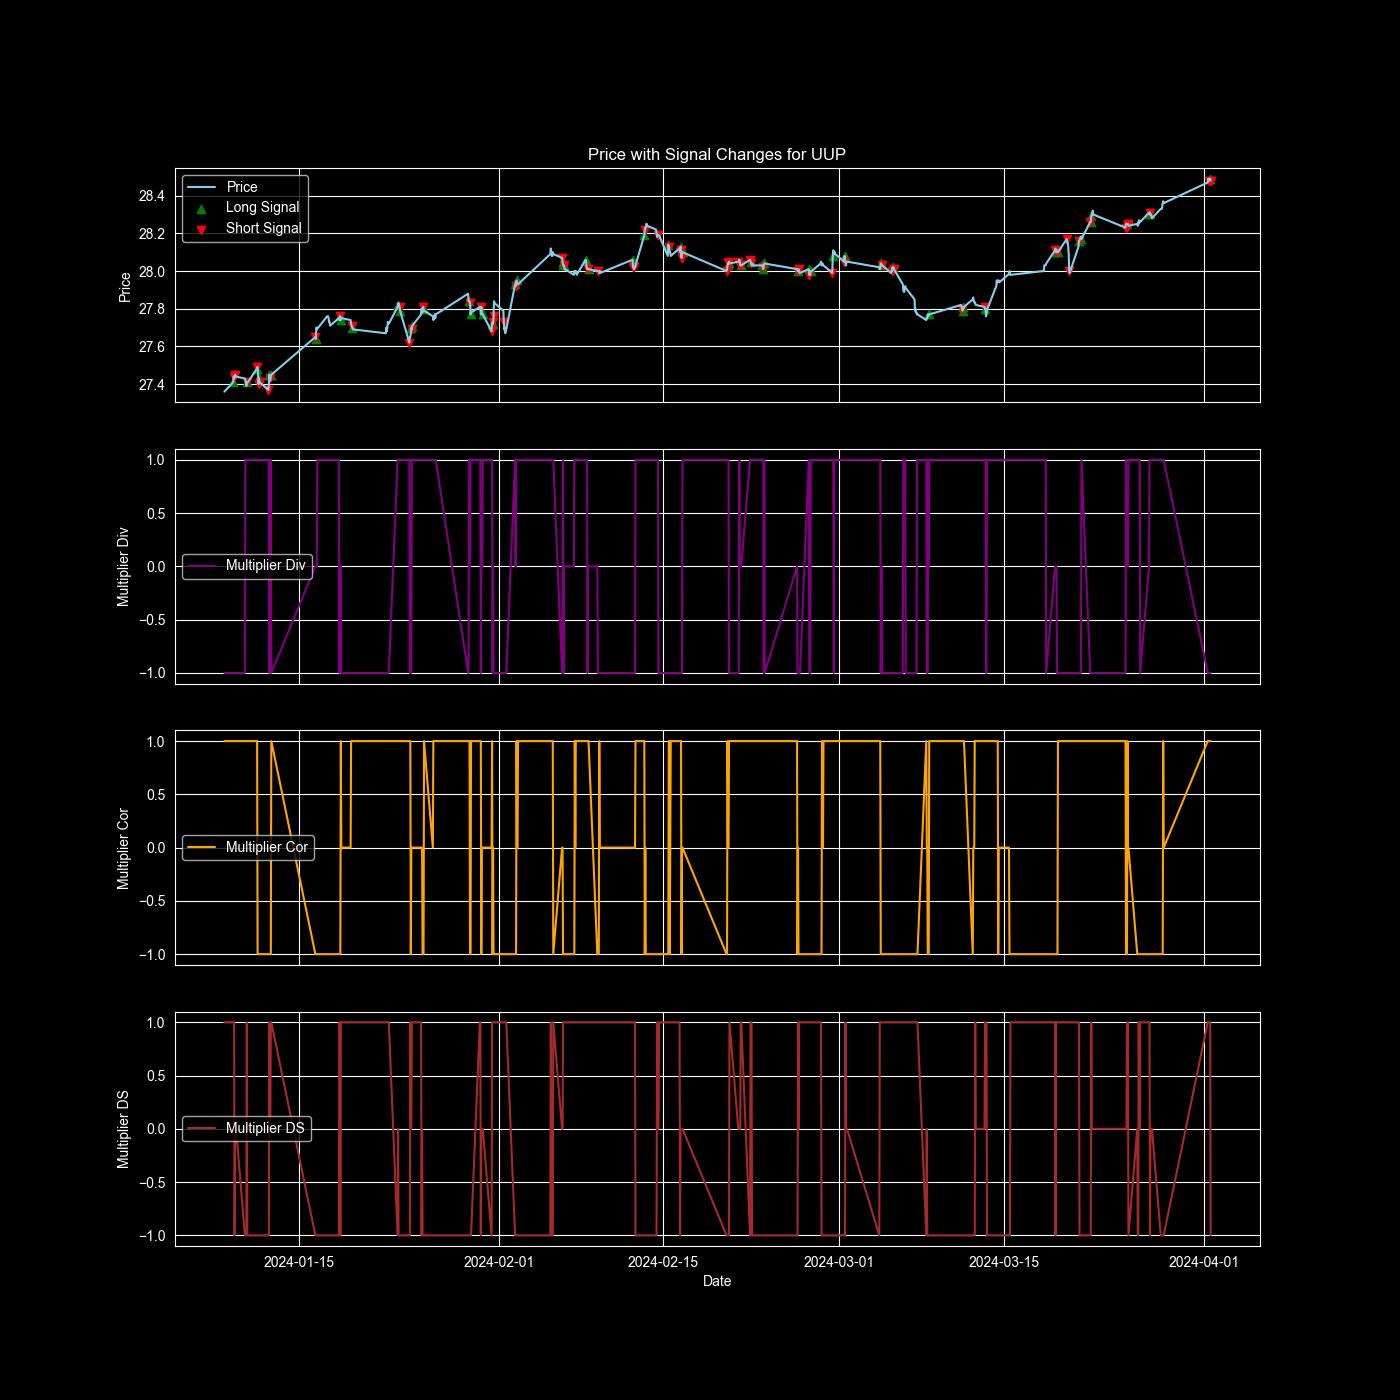 Price with Signal Changes for UUP
Price
Long Signal
Short Signal
28.4
28.2
28.0
27.8
27.6
27.4
Price
1.0
0.5
0.0
−0.5
−1.0
Multiplier Div
Multiplier Div
1.0
0.5
0.0
−0.5
−1.0
Multiplier Cor
Multiplier Cor
1.0
0.5
0.0
−0.5
−1.0
Multiplier DS
Multiplier DS
2024-01-15 2024-02-01 2024-02-15 2024-03-01 2024-03-15 2024-04-01
Date